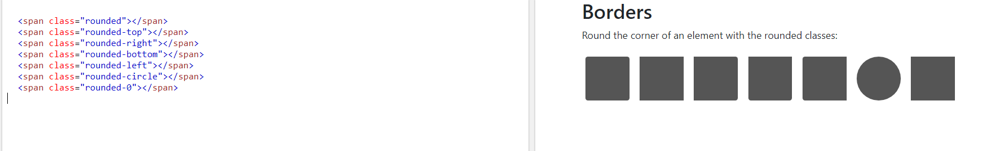 <span class="rounded"></span>
<span class="rounded-top"></span>
<span class="rounded-right"></span>
<span class="rounded-bottom"></span>
<span class="rounded-left"></span>
<span class="rounded-circle"></span>
<span class="rounded-0"></span>
Borders
Round the corner of an element with the rounded classes: